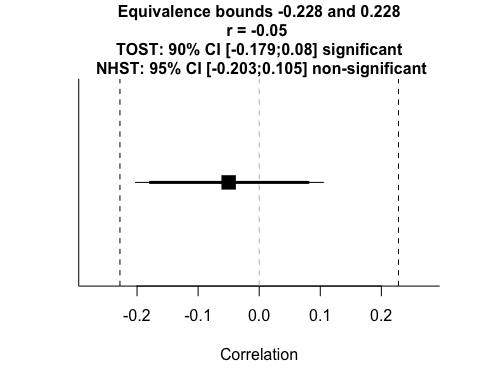 Equivalence bounds -0.228 and 0.228
r = -0.05
TOST: 90% CI [-0.179;0.08] significant
NHST: 95% CI [-0.203;0.105] non-significant
-0.2 -0.1 0.0 0.1 0.2
Correlation